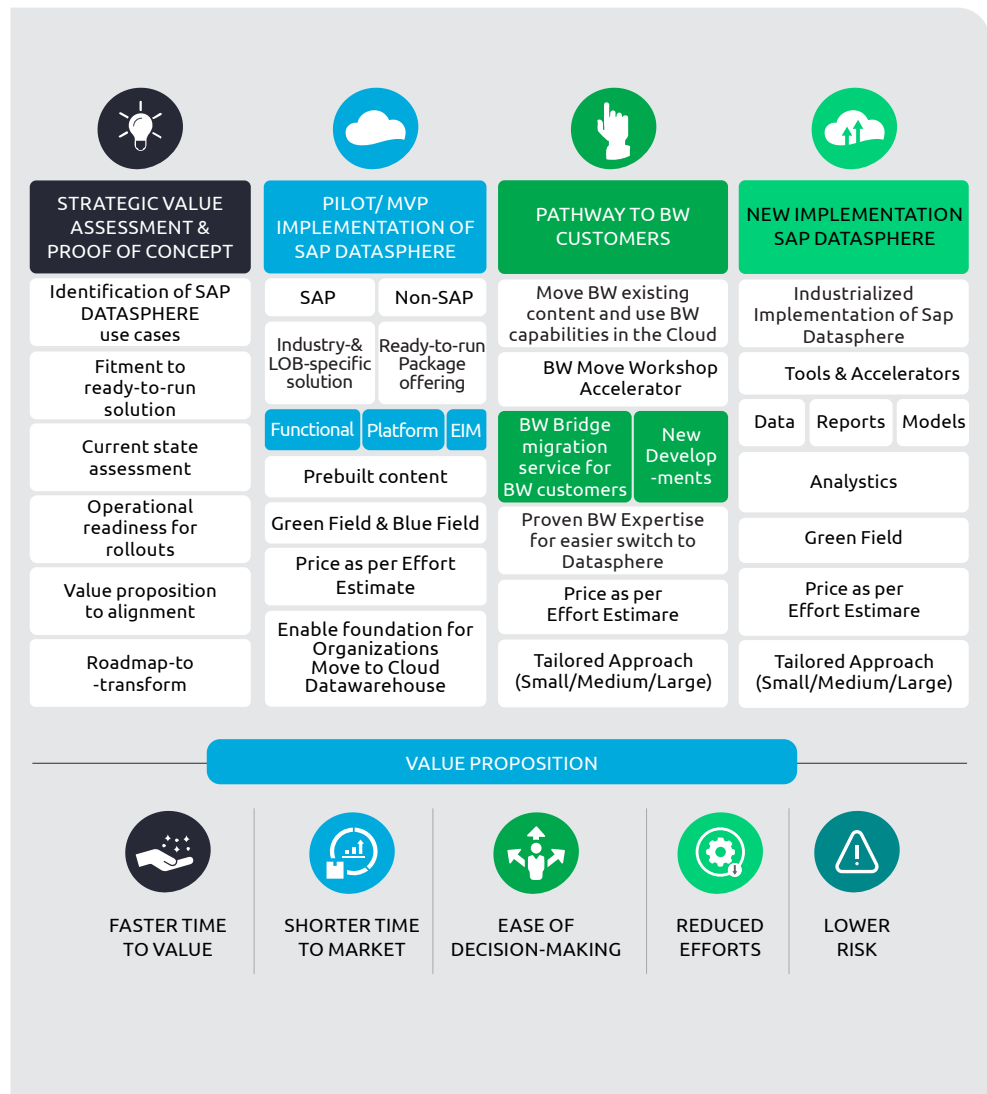 STRATEGIC VALUE
ASSESSMENT &
PROOF OF CONCEPT
Identification of SAP
DATASPHERE
use cases
Fitment to
ready-to-run
solution
Current state
assessment
Operational
readiness for
rollouts
Value proposition
to alignment
Roadmap-to
-transform
PILOT/ MVP
IMPLEMENTATION OF
SAP DATASPHERE
SAP
Non-SAP
Industry-&
LOB-specific
solution
Ready-to-run
Package
offering
Functional
Platform
EIM
Prebuilt content
Green Field & Blue Field
Price as per Effort
Estimate
Enable foundation for
Organizations
Move to Cloud
Datawarehouse
PATHWAY TO BW
CUSTOMERS
Move BW existing
content and use BW
capabilities in the Cloud
BW Move Workshop
Accelerator
BW Bridge
migration
service for
BW customers
New
Develop
-ments
Proven BW Expertise
for easier switch to
Datasphere
Price as per
Effort Estimare
Tailored Approach
(Small/Medium/Large)
NEW IMPLEMENTATION
SAP DATASPHERE
Industrialized
Implementation of Sap
Datasphere
Tools & Accelerators
Data
Reports
Models
Analystics
Green Field
Price as per
Effort Estimare
Tailored Approach
(Small/Medium/Large)
VALUE PROPOSITION
FASTER TIME
TO VALUE
SHORTER TIME
TO MARKET
EASE OF
DECISION-MAKING
REDUCED
EFFORTS
LOWER
RISK